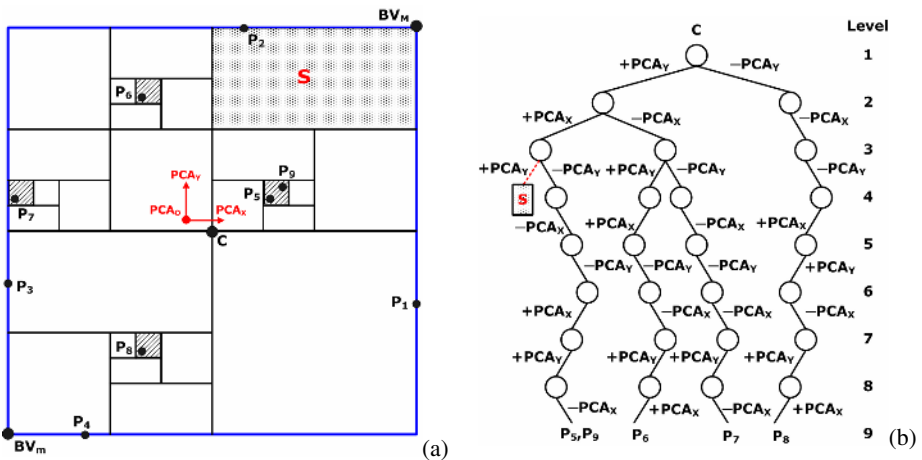 BVM
P2
S
P6
P9
PCAY
P5
P7
PCAO
PCAX
C
P3
P1
P8
P4
BVm
(a)
C Level
1
+PCAY −PCAY
2
+PCAX −PCAX −PCAX
3
+PCAY −PCAY +PCAY −PCAY −PCAY
S 4
−PCAX +PCAX −PCAX +PCAX
5
−PCAY −PCAY −PCAY +PCAY
6
+PCAX −PCAX −PCAX −PCAX
7
+PCAY +PCAY +PCAY +PCAY
8
−PCAX +PCAX −PCAX +PCAX
P5,P9 P6 P7 P8 9
(b)